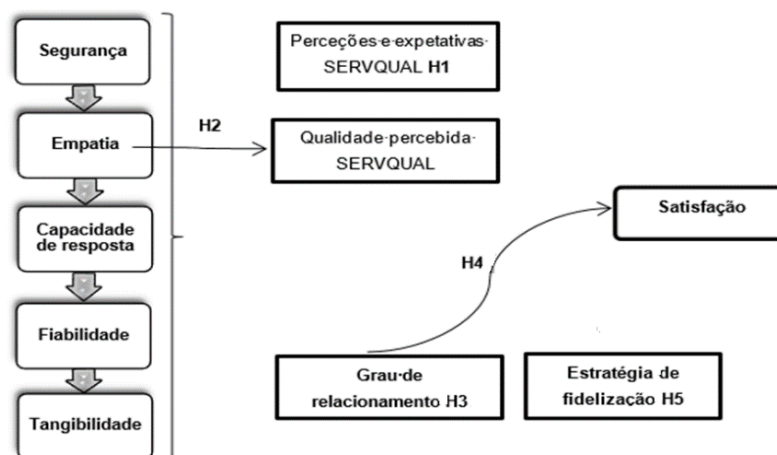 Segurança
Empatia
Capacidade
de resposta
Fiabilidade
Tangibilidade
H2
Perceções e expetativas
SERVQUAL H1
Qualidade percebida
SERVQUAL
Satisfação
H4
Grau de
relacionamento H3
Estratégia de
fidelização H5